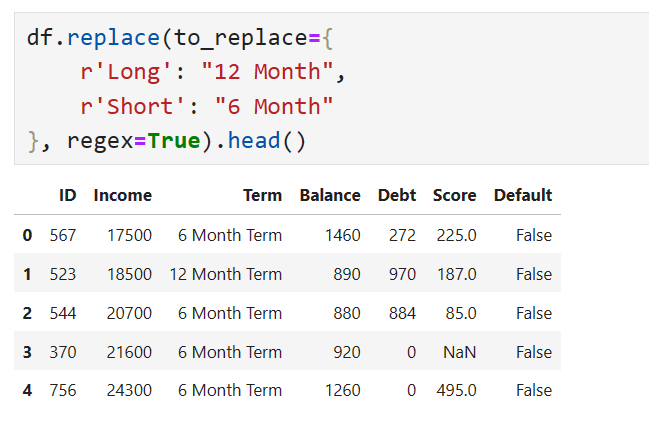 df.replace(to_replace={
    r'Long': "12 Month",
    r'Short': "6 Month"
}, regex=True).head()
ID Income Term Balance Debt Score Default
0 567 17500 6 Month Term 1460 272 225.0 False
1 523 18500 12 Month Term 890 970 187.0 False
2 544 20700 6 Month Term 880 884 85.0 False
3 370 21600 6 Month Term 920 0 NaN False
4 756 24300 6 Month Term 1260 0 495.0 False